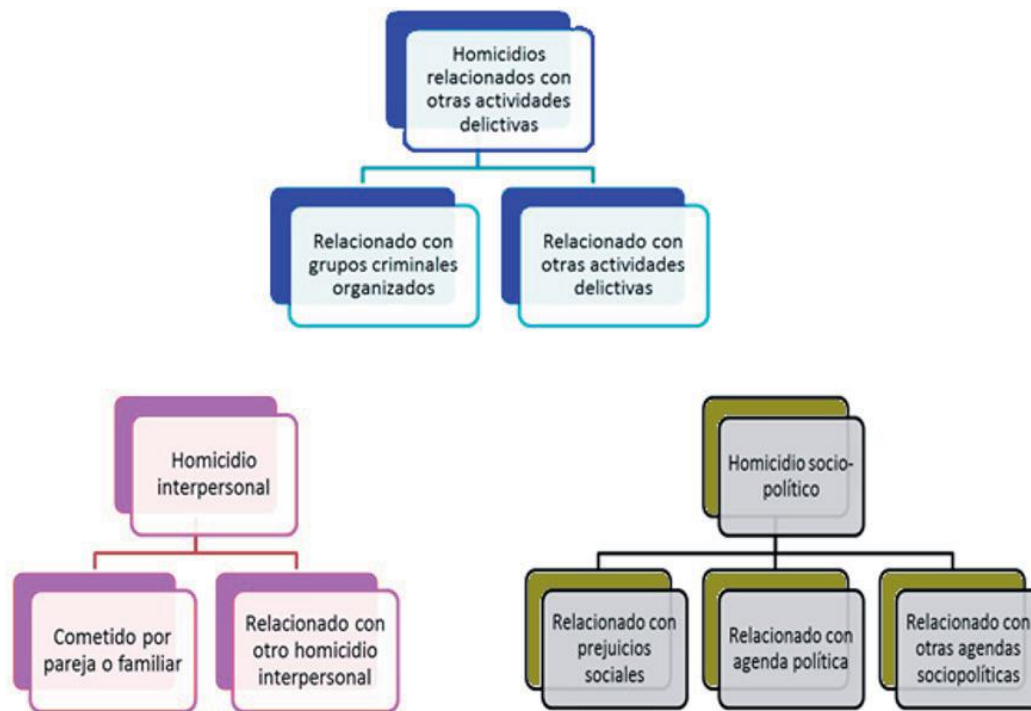 Homicidios
relacionados con
otras actividades
delictivas
Relacionado con
grupos criminales
organizados
Relacionado con
otras actividades
delictivas
Homicidio
interpersonal
Cometido por
pareja o familiar
Relacionado con
otro homicidio
interpersonal
Homicidio socio-
político
Relacionado con
prejuicios
sociales
Relacionado con
agenda política
Relacionado con
otras agendas
sociopolíticas